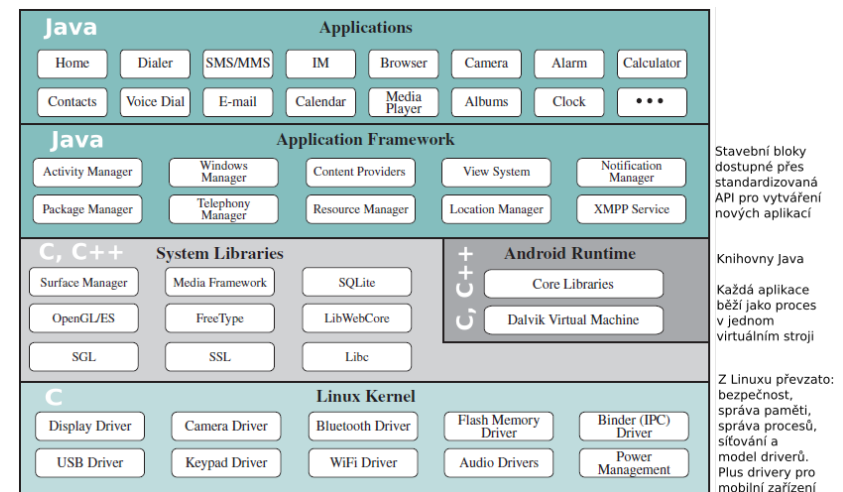 Java Applications
Home Dialer SMS/MMS IM Browser Camera Alarm Calculator
Contacts Voice Dial E-mail Calendar Media Player Albums Clock •••
Java Application Framework
Activity Manager Windows Manager Content Providers View System Notification Manager
Package Manager Telephony Manager Resource Manager Location Manager XMPP Service
Stavební bloky
dostupné přes
standardizovaná
API pro vytváření
nových aplikací
C, C++ System Libraries
Surface Manager Media Framework SQLite
OpenGL/ES FreeType LibWebCore
SGL SSL Libc
C, C++ Android Runtime
Core Libraries
Dalvik Virtual Machine
Knihovny Java
Každá aplikace
běží jako proces
v jednom
virtuálním stroji
C Linux Kernel
Display Driver Camera Driver Bluetooth Driver Flash Memory Driver Binder (IPC) Driver
USB Driver Keypad Driver WiFi Driver Audio Drivers Power Management
Z Linuxu převzato:
bezpečnost,
správa paměti,
správa procesů,
síťování a
model driverů.
Plus drivery pro
mobilní zařízení